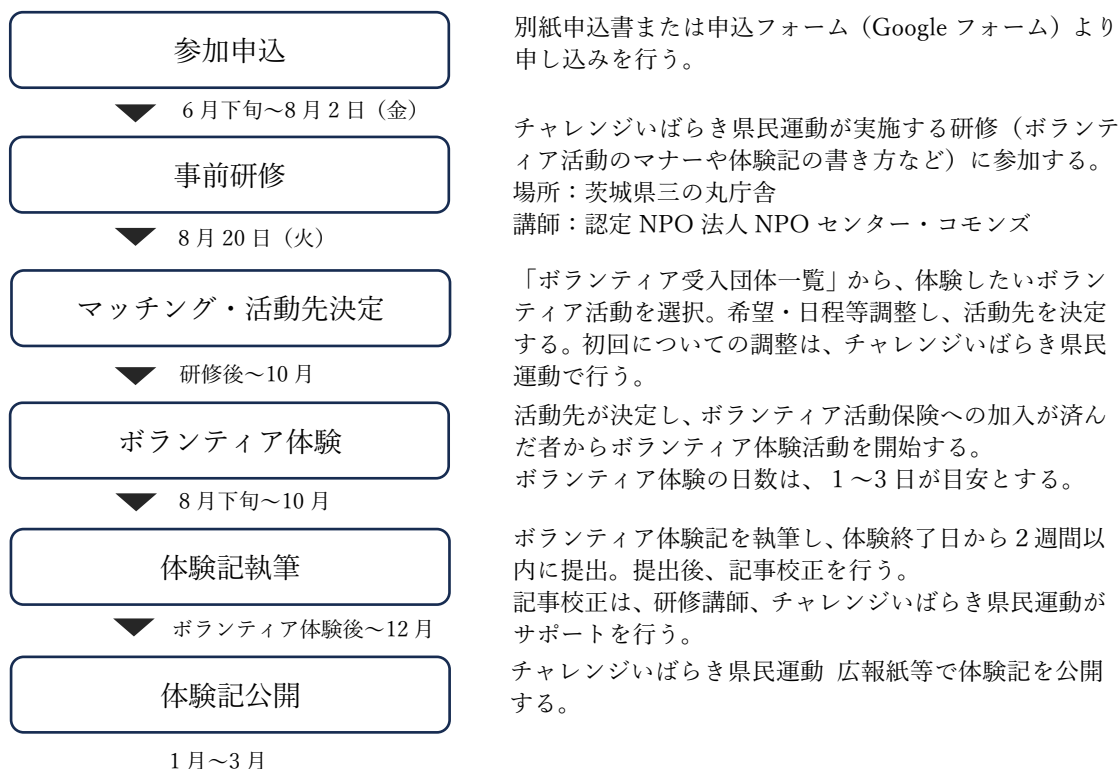 参加申込
別紙申込書または申込フォーム（Google フォーム）より
申し込みを行う。
6 月下旬～8 月 2 日（金）
事前研修
チャレンジいばらき県民運動が実施する研修（ボランテ
ィア活動のマナーや体験記の書き方など）に参加する。
場所：茨城県三の丸庁舎
講師：認定 NPO 法人 NPO センター・コモンズ
8 月 20 日（火）
マッチング・活動先決定
「ボランティア受入団体一覧」から、体験したいボラン
ティア活動を選択。希望・日程等調整し、活動先を決定
する。初回についての調整は、チャレンジいばらき県民
運動で行う。
研修後～10 月
ボランティア体験
活動先が決定し、ボランティア活動保険への加入が済ん
だ者からボランティア体験活動を開始する。
ボランティア体験の日数は、１～3 日が目安とする。
8 月下旬～10 月
体験記執筆
ボランティア体験記を執筆し、体験終了日から 2 週間以
内に提出。提出後、記事校正を行う。
記事校正は、研修講師、チャレンジいばらき県民運動が
サポートを行う。
ボランティア体験後～12 月
体験記公開
チャレンジいばらき県民運動 広報紙等で体験記を公開
する。
1 月～3 月